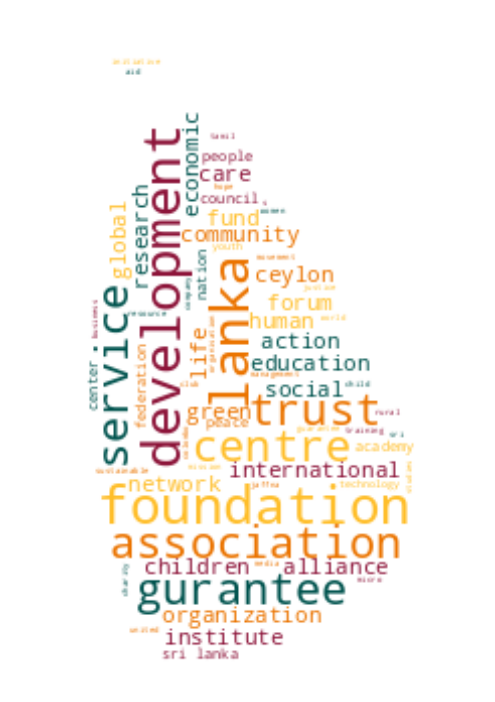 initiative
aid
tamil
economic
people
care
hope
council
women
development
research
global
fund
community
youth
movement
nation
lanka
ceylon
justice
company
forum
resource
business
human
world
service
center
organisation
life
action
federation
education
management
social
child
club
green
trust
rural
peace
guarantee
training
sri
colombo
centre
academy
mission
international
sustainable
studies
network
jaffna
technology
foundation
association
children
media
alliance
micro
charity
gurantee
organization
united
institute
sri lanka